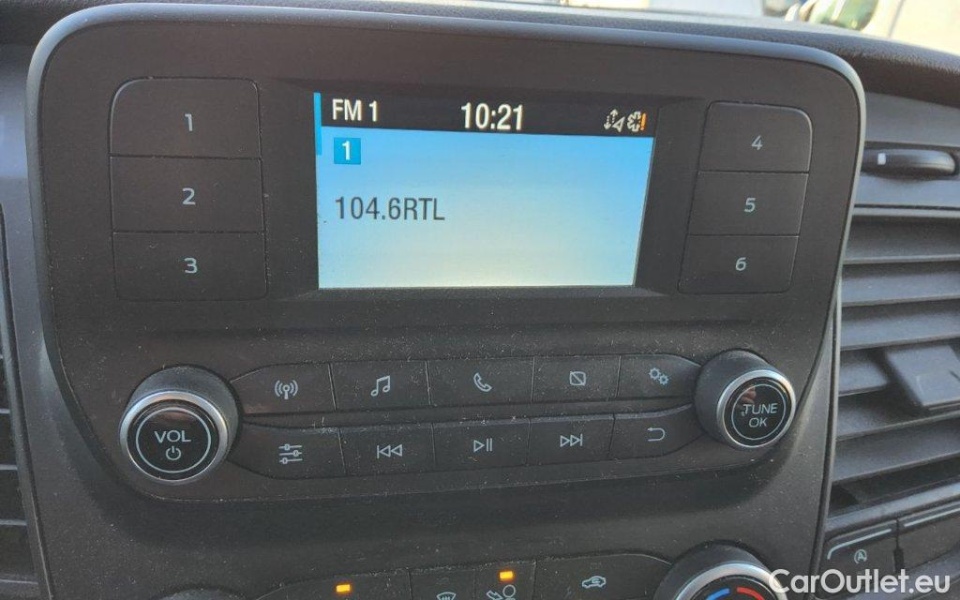 FM 1 10:21
1
104.6RTL
1
2
3
4
5
6
VOL
TUNE
OK
A
CarOutlet.eu